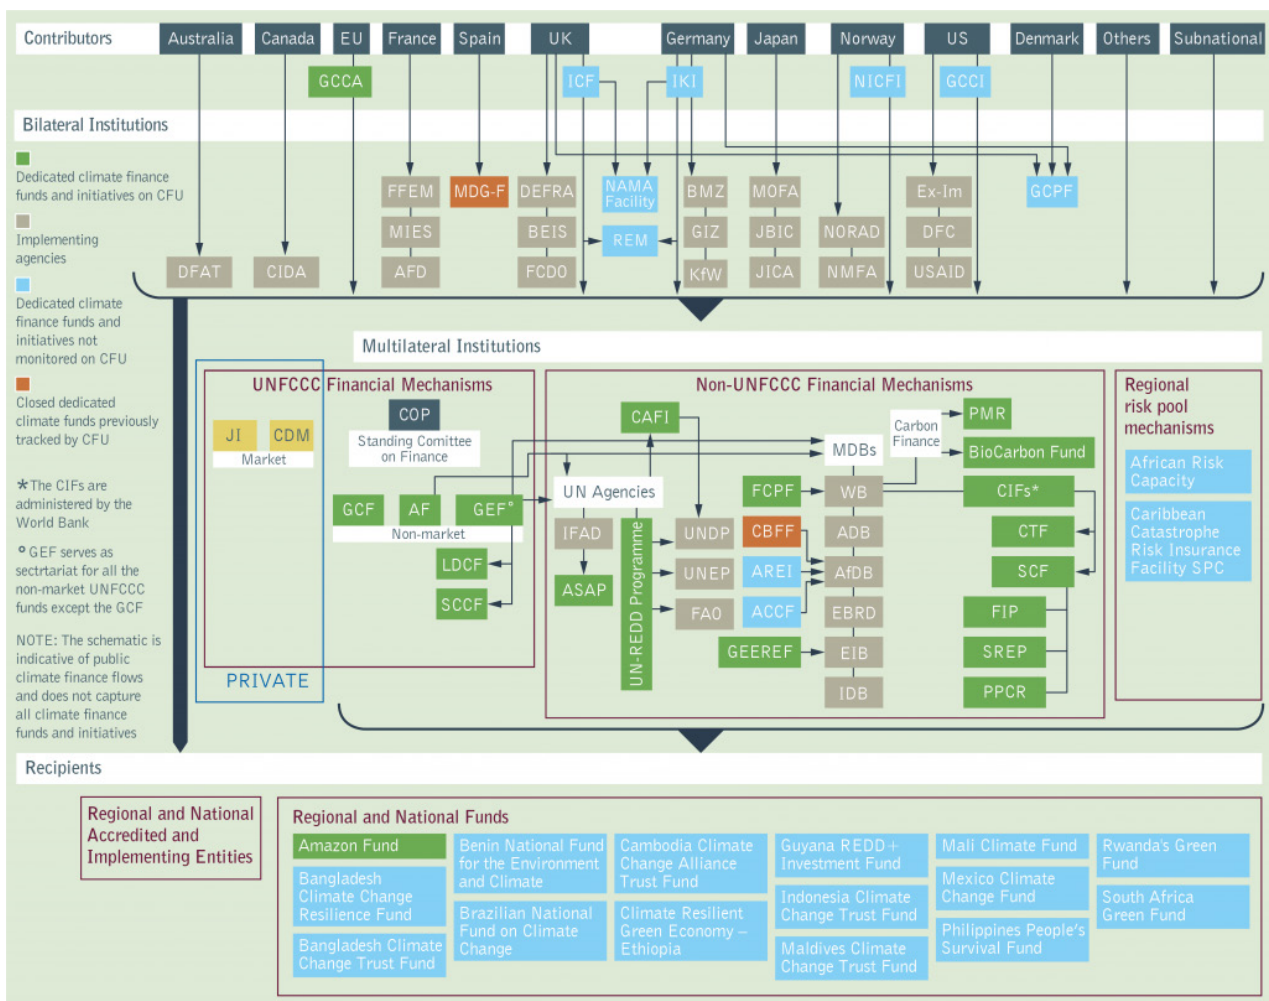 Contributors
Australia
Canada
EU
France
Spain
UK
Germany
Japan
Norway
US
Denmark
Others
Subnational
GCCA
ICF
IKI
NICFI
GCCI
Bilateral Institutions
Dedicated climate finance
funds and initiatives on CFU
Implementing
agencies
Dedicated climate
finance funds and
initiatives not
monitored on CFU
Closed dedicated
climate funds previously
tracked by CFU
*The CIFs are
administered by the
World Bank
° GEF serves as
sectrtariat for all the
non-market UNFCCC
funds except the GCF
NOTE: The schematic is
indicative of public
climate finance flows
and does not capture
all climate finance
funds and initiatives
DFAT
CIDA
FFEM
MIES
AFD
MDG-F
DEFRA
BEIS
FCDO
NAMA
Facility
REM
BMZ
GIZ
KfW
MOFA
JBIC
JICA
NORAD
NMFA
Ex-Im
DFC
USAID
GCPF
Multilateral Institutions
UNFCCC Financial Mechanisms
COP
Standing Comittee
on Finance
JI
CDM
Market
GCF
AF
GEF°
Non-market
LDCF
SCCF
PRIVATE
Non-UNFCCC Financial Mechanisms
CAFI
UN Agencies
IFAD
ASAP
UN-REDD Programme
UNDP
UNEP
FAO
FCPF
CBFF
AREI
ACCF
GEEREF
MDBs
WB
ADB
AfDB
EBRD
EIB
IDB
Carbon
Finance
PMR
BioCarbon Fund
CIFs*
CTF
SCF
FIP
SREP
PPCR
Regional
risk pool
mechanisms
African Risk
Capacity
Caribbean
Catastrophe
Risk Insurance
Facility SPC
Recipients
Regional and National
Accredited and
Implementing Entities
Regional and National Funds
Amazon Fund
Bangladesh
Climate Change
Resilience Fund
Bangladesh Climate
Change Trust Fund
Benin National Fund
for the Environment
and Climate
Brazilian National
Fund on Climate
Change
Cambodia Climate
Change Alliance
Trust Fund
Climate Resilient
Green Economy –
Ethiopia
Guyana REDD+
Investment Fund
Indonesia Climate
Change Trust Fund
Maldives Climate
Change Trust Fund
Mali Climate Fund
Mexico Climate
Change Fund
Philippines People's
Survival Fund
Rwanda's Green
Fund
South Africa
Green Fund